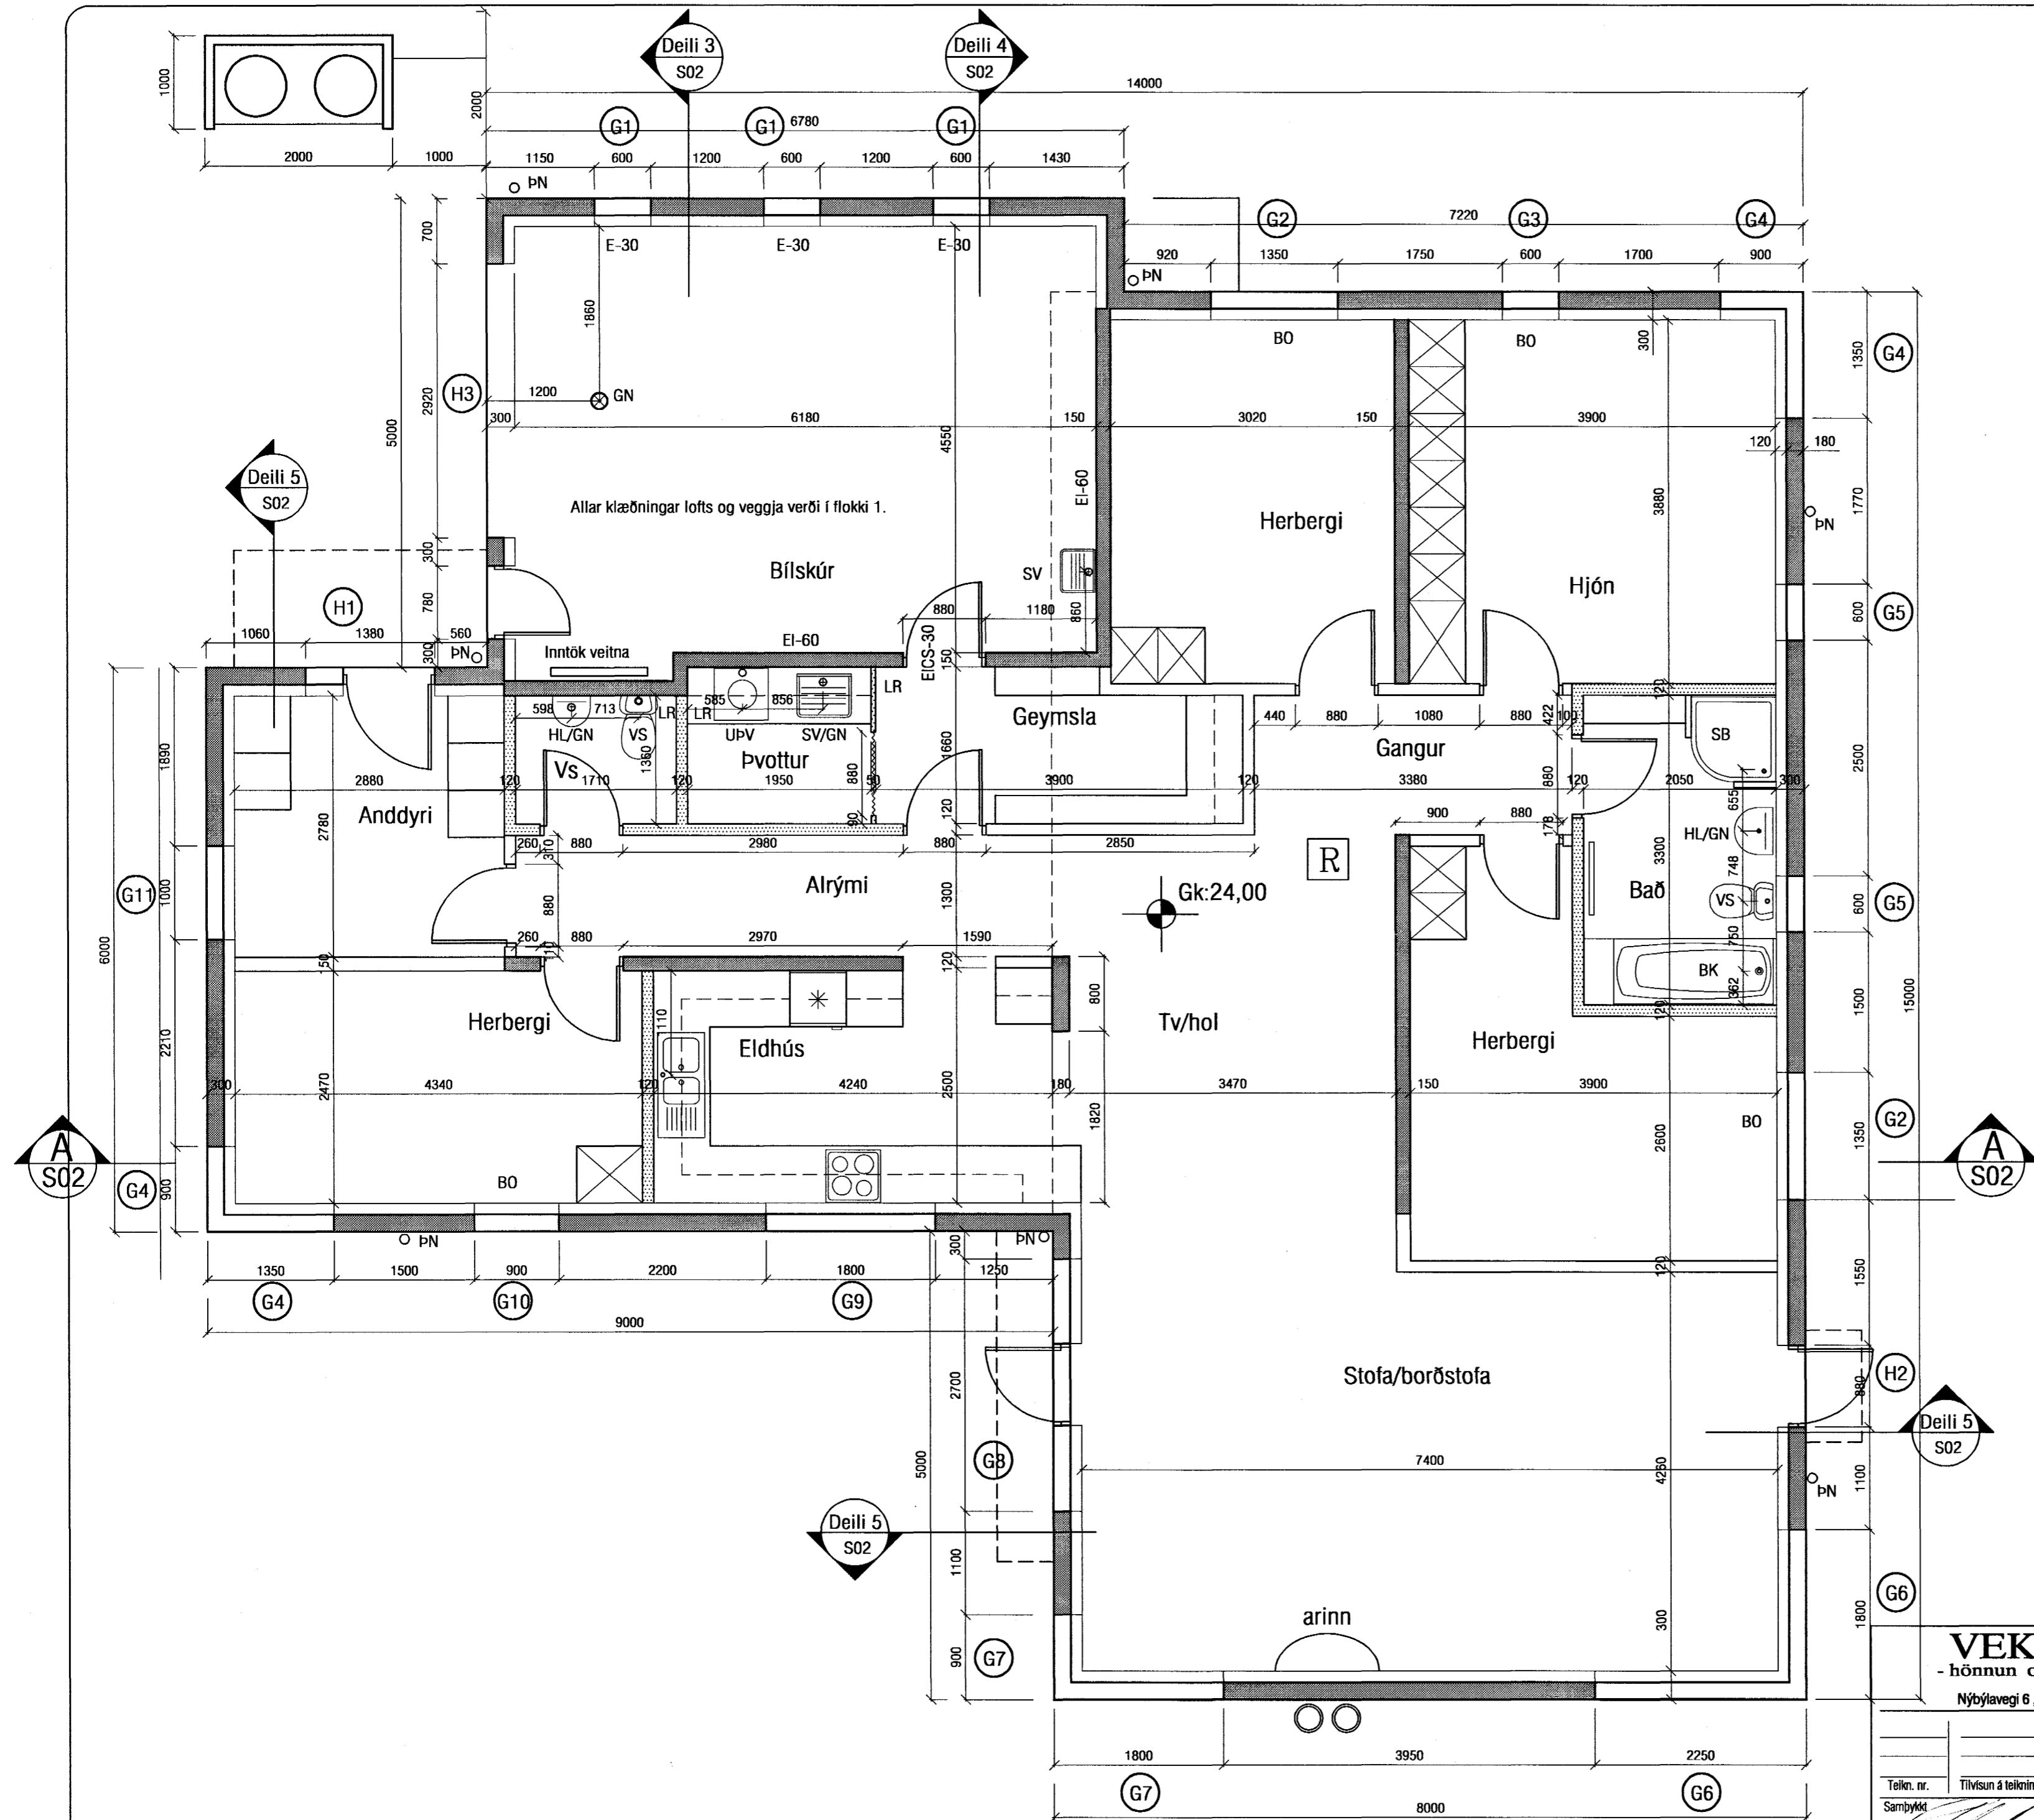 Deili 3
S02
Deili 4
S02
14000
1000
2000
G1 G1 6780 G1
2000 1000 1150 600 1200 600 1200 600 1430
ÞN
G2 7220 G3 G4
920 1350 1750 600 1700 900
700
E-30 E-30 E-30
ÞN
BO BO
300
1350
G4
1860
H3
2920
1200 GN
5000
300 6180 150 3020 150 3900
4550
120 180
Deili 5
S02
EI-60
Allar klæðningar lofts og veggja verði í flokki 1.
3880
1770
ÞN
Herbergi
300
Bílskúr
SV
Hjón
H1
780
880 1180
860
600
G5
1060 1380 560
EI-60
ÞN
300
Inntök veitna
EICS-30
150
LR
585 856
598 713 LR LR
HL/GN VS UÞV SV/GN
Geymsla
440 880 1080 880 100
422
120
SB
Gangur
Vs
1360
Þvottur
1660
880
1890
2880 120 1710 120 1950 50 3900 120 3380 120 2050 300
880
2500
655
Anddyri
2780
90
120
900 880
178
HL/GN
260 880 2980 880 2850
310
3300
748
R
G11
1000
Alrými
1300
Gk:24,00
Bað
VS
G5
600
880
6000
260 880 2970 1590
110
750
150
120
BK
362
800
1500
15000
Herbergi
1110
Eldhús
Tv/hol
Herbergi
120
2210
300 4340 120 4240 180 3470 150 3900
2470
2500
1820
BO
G2
1350
2600
A
S02
A
S02
G4
900
BO
ÞN
ÞN
300
120
1550
1350 1500 900 2200 1800 1250
G4 G10 G9
9000
Stofa/borðstofa
H2
880
2700
Deili 5
S02
G8
7400
4260
5000
1100
ÞN
Deili 5
S02
1100
arinn
300
G6
1800
900
G7
VEK
- hönnun
Nýbýlavegi 6
1800 3950 2250
G7 G6
Teikn. nr. Tilvísun á teiknin
8000
Samþykkt